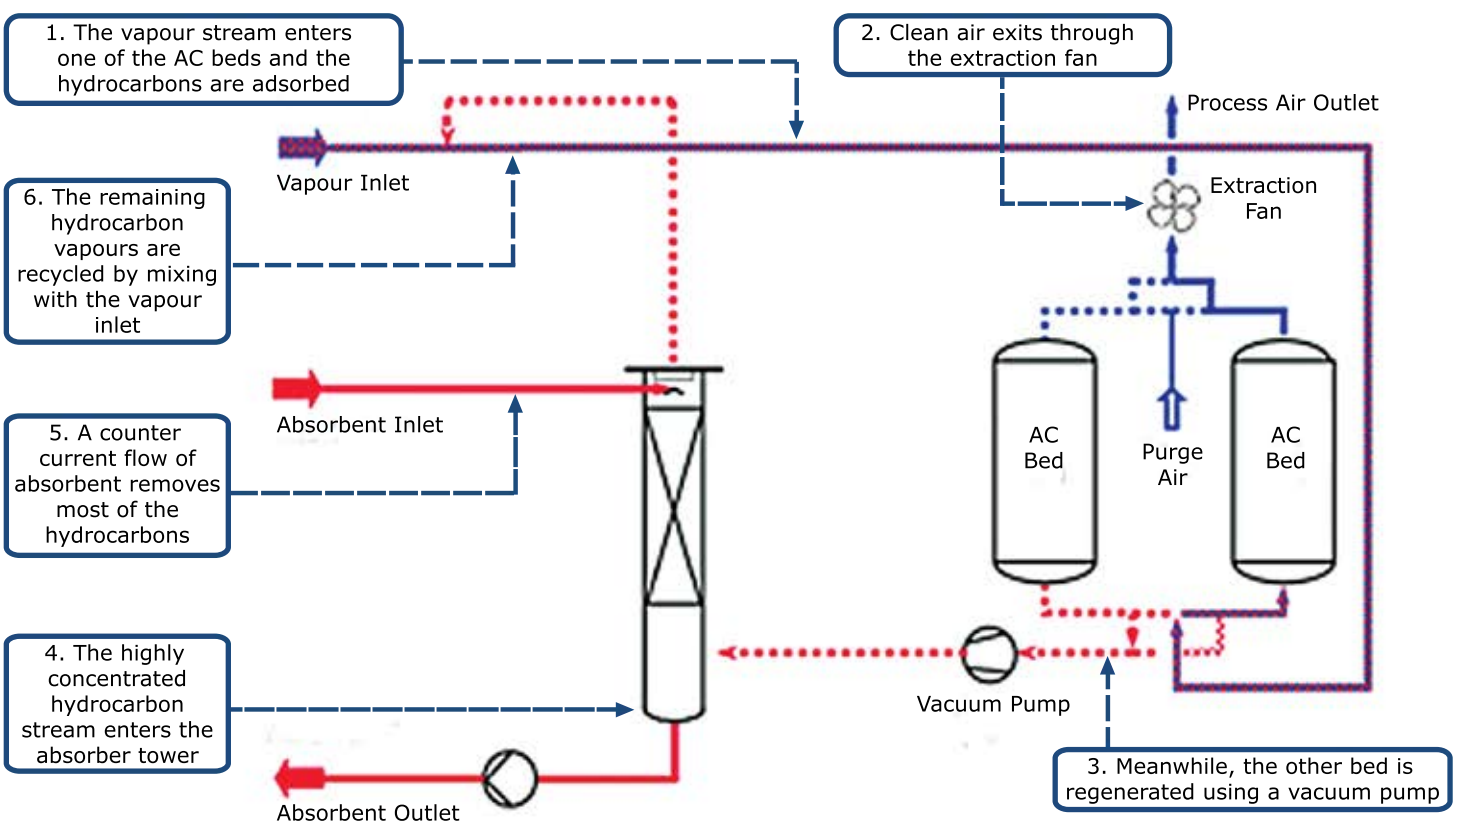 1. The vapour stream enters
one of the AC beds and the
hydrocarbons are adsorbed
2. Clean air exits through
the extraction fan
Process Air Outlet
Vapour Inlet
Extraction
Fan
6. The remaining
hydrocarbon
vapours are
recycled by mixing
with the vapour
inlet
Absorbent Inlet
5. A counter
current flow of
absorbent removes
most of the
hydrocarbons
AC
Bed
Purge
Air
AC
Bed
4. The highly
concentrated
hydrocarbon
stream enters the
absorber tower
Vacuum Pump
3. Meanwhile, the other bed is
regenerated using a vacuum pump
Absorbent Outlet